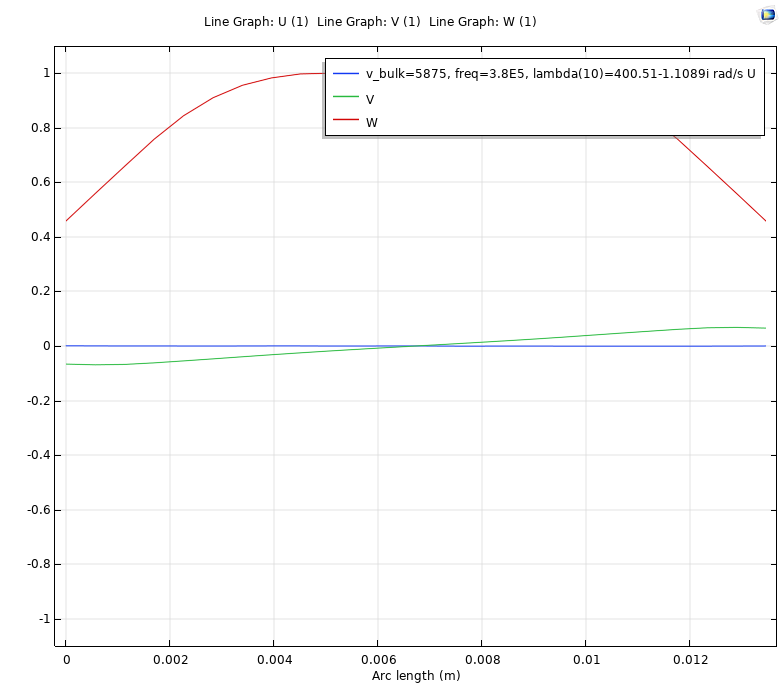 Line Graph: U (1)  Line Graph: V (1)  Line Graph: W (1)
v_bulk=5875, freq=3.8E5, lambda(10)=400.51-1.1089i rad/s U
V
W
1
0.8
0.6
0.4
0.2
0
-0.2
-0.4
-0.6
-0.8
-1
0 0.002 0.004 0.006 0.008 0.01 0.012
Arc length (m)